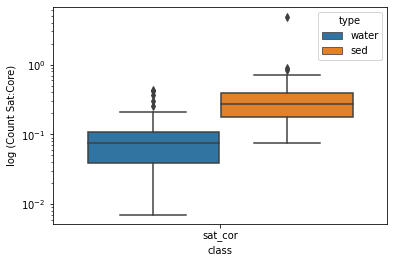 type
water
sed
10⁰
10⁻¹
10⁻²
log (Count Sat:Core)
sat_cor
class